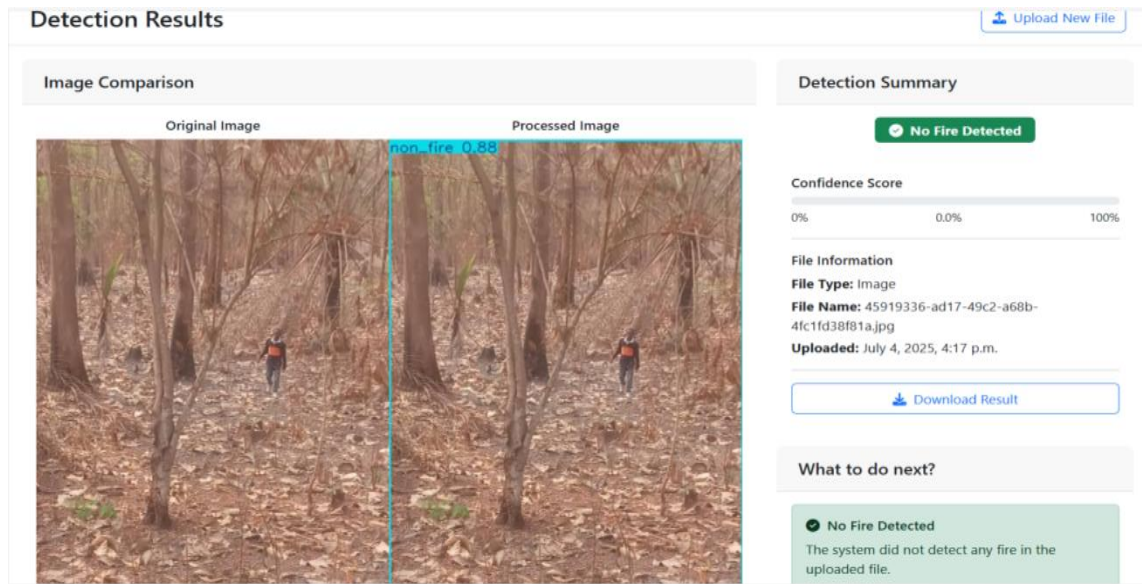 Detection Results
Upload New File
Image Comparison
Original Image
Processed Image
non_fire 0.88
Detection Summary
No Fire Detected
Confidence Score
0% 0.0% 100%
File Information
File Type: Image
File Name: 45919336-ad17-49c2-a68b-
4fc1fd38f81a.jpg
Uploaded: July 4, 2025, 4:17 p.m.
Download Result
What to do next?
No Fire Detected
The system did not detect any fire in the
uploaded file.